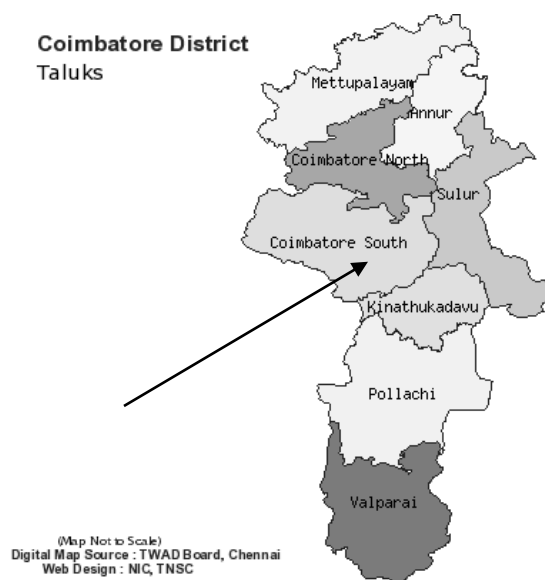 Coimbatore District
Taluks
Mettupalayam
Annur
Coimbatore North
Sulur
Coimbatore South
Kinathukadavu
Pollachi
Valparai
(Map Not to Scale)
Digital Map Source : TWAD Board, Chennai
Web Design : NIC, TNSC